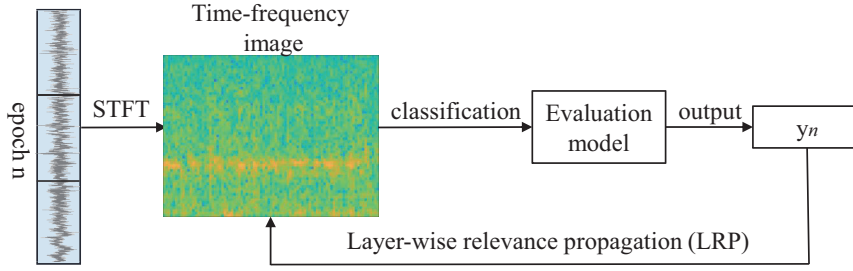 Time-frequency
image
epoch n
STFT
classification
Evaluation
model
output
yn
Layer-wise relevance propagation (LRP)